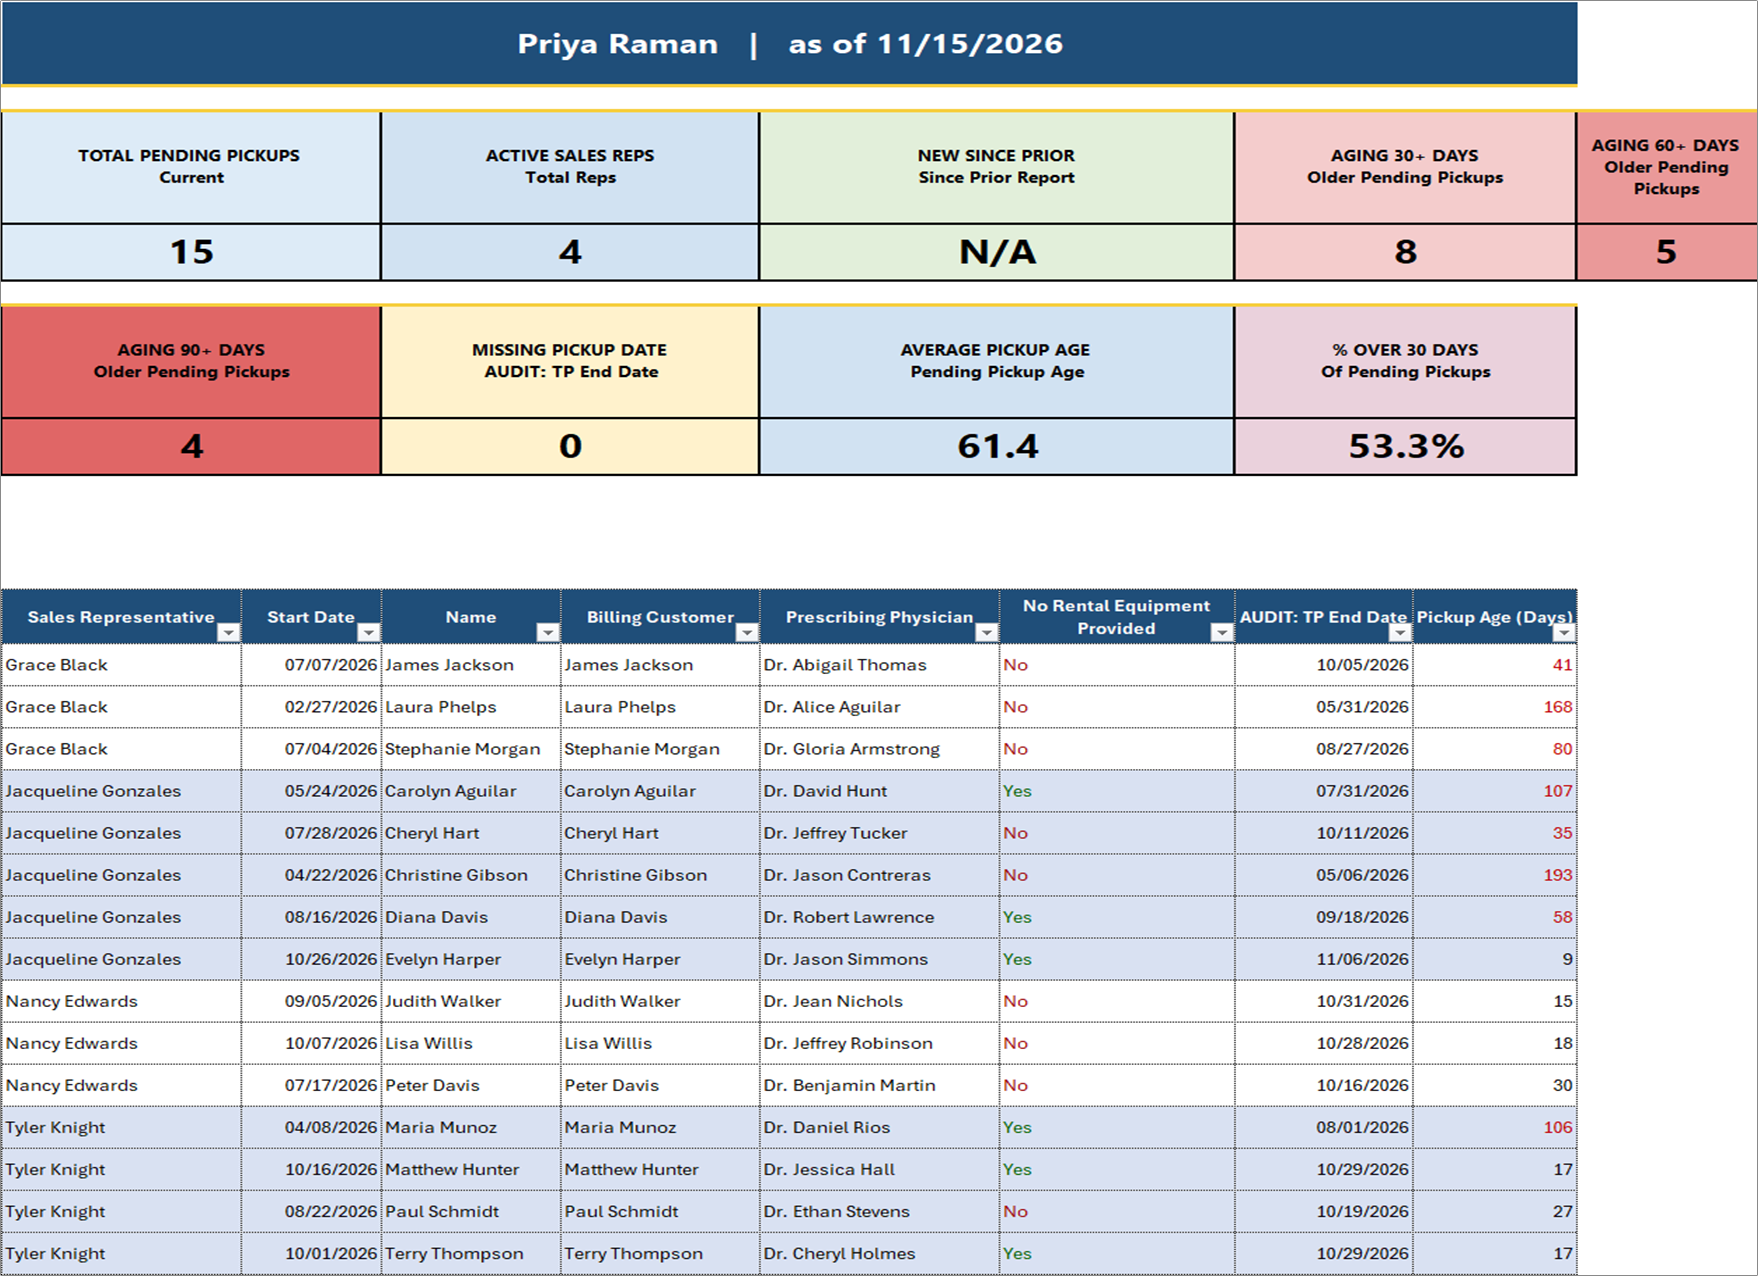 Priya Raman | as of 11/15/2026
TOTAL PENDING PICKUPS
Current
15
ACTIVE SALES REPS
Total Reps
4
NEW SINCE PRIOR
Since Prior Report
N/A
AGING 30+ DAYS
Older Pending Pickups
8
AGING 60+ DAYS
Older Pending
Pickups
5
AGING 90+ DAYS
Older Pending Pickups
4
MISSING PICKUP DATE
AUDIT: TP End Date
0
AVERAGE PICKUP AGE
Pending Pickup Age
61.4
% OVER 30 DAYS
Of Pending Pickups
53.3%
Sales Representative Start Date Name Billing Customer Prescribing Physician No Rental Equipment Provided AUDIT: TP End Date Pickup Age (Days)
Grace Black 07/07/2026 James Jackson James Jackson Dr. Abigail Thomas No 10/05/2026 41
Grace Black 02/27/2026 Laura Phelps Laura Phelps Dr. Alice Aguilar No 05/31/2026 168
Grace Black 07/04/2026 Stephanie Morgan Stephanie Morgan Dr. Gloria Armstrong No 08/27/2026 80
Jacqueline Gonzales 05/24/2026 Carolyn Aguilar Carolyn Aguilar Dr. David Hunt Yes 07/31/2026 107
Jacqueline Gonzales 07/28/2026 Cheryl Hart Cheryl Hart Dr. Jeffrey Tucker No 10/11/2026 35
Jacqueline Gonzales 04/22/2026 Christine Gibson Christine Gibson Dr. Jason Contreras No 05/06/2026 193
Jacqueline Gonzales 08/16/2026 Diana Davis Diana Davis Dr. Robert Lawrence Yes 09/18/2026 58
Jacqueline Gonzales 10/26/2026 Evelyn Harper Evelyn Harper Dr. Jason Simmons Yes 11/06/2026 9
Nancy Edwards 09/05/2026 Judith Walker Judith Walker Dr. Jean Nichols No 10/31/2026 15
Nancy Edwards 10/07/2026 Lisa Willis Lisa Willis Dr. Jeffrey Robinson No 10/28/2026 18
Nancy Edwards 07/17/2026 Peter Davis Peter Davis Dr. Benjamin Martin No 10/16/2026 30
Tyler Knight 04/08/2026 Maria Munoz Maria Munoz Dr. Daniel Rios Yes 08/01/2026 106
Tyler Knight 10/16/2026 Matthew Hunter Matthew Hunter Dr. Jessica Hall Yes 10/29/2026 17
Tyler Knight 08/22/2026 Paul Schmidt Paul Schmidt Dr. Ethan Stevens No 10/19/2026 27
Tyler Knight 10/01/2026 Terry Thompson Terry Thompson Dr. Cheryl Holmes Yes 10/29/2026 17